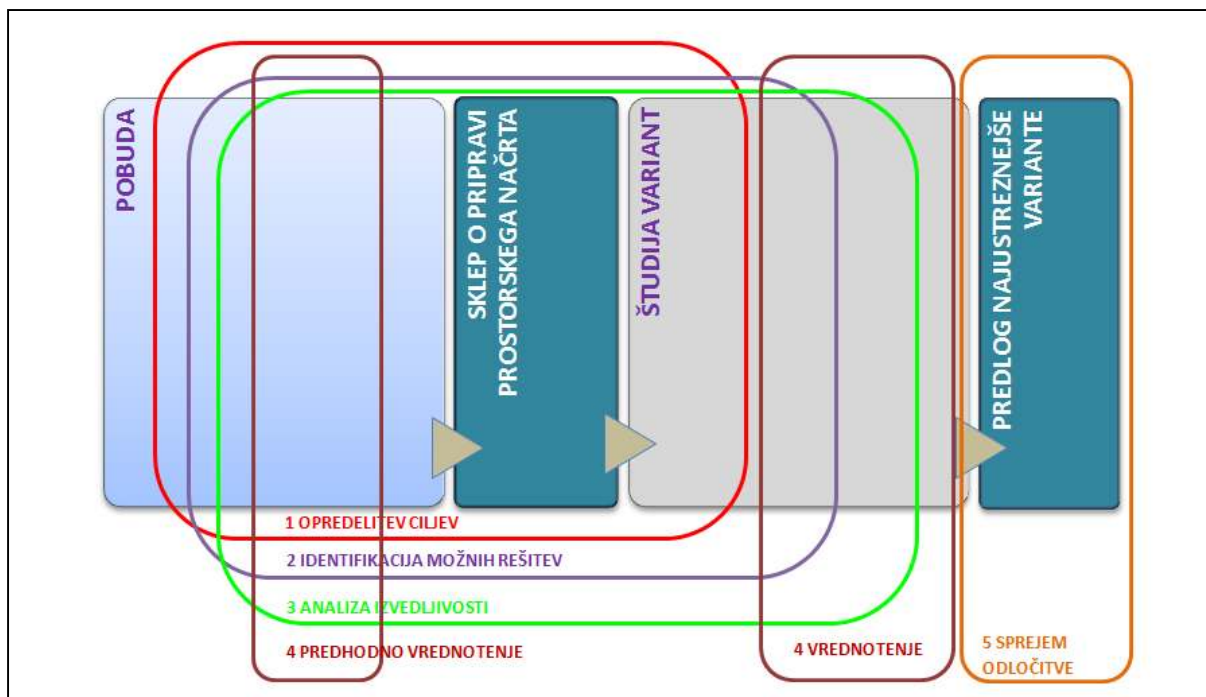 POBUDA
SKLEP O PRIPRAVI
PROSTORSKEGA NAČRTA
ŠTUDIJA VARIANT
PREDLOG NAJUSTREZNEJŠE
VARIANTE
1 OPREDELITEV CILJEV
2 IDENTIFIKACIJA MOŽNIH REŠITEV
3 ANALIZA IZVEDLJIVOSTI
4 PREDHODNO VREDNOTENJE
4 VREDNOTENJE
5 SPREJEM
ODLOČITVE